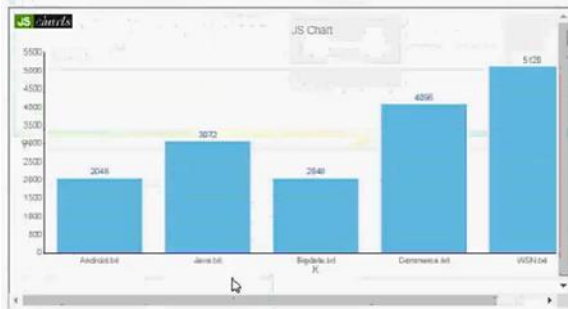 JS charts
JS Chart
5500
5000
4500
4000
3500
3000
2500
2000
1500
1000
500
0
Y
2048
3072
2048
4096
5120
Android.txt
Java.txt
Bigdata.txt
Commerce.txt
WSN.txt
X